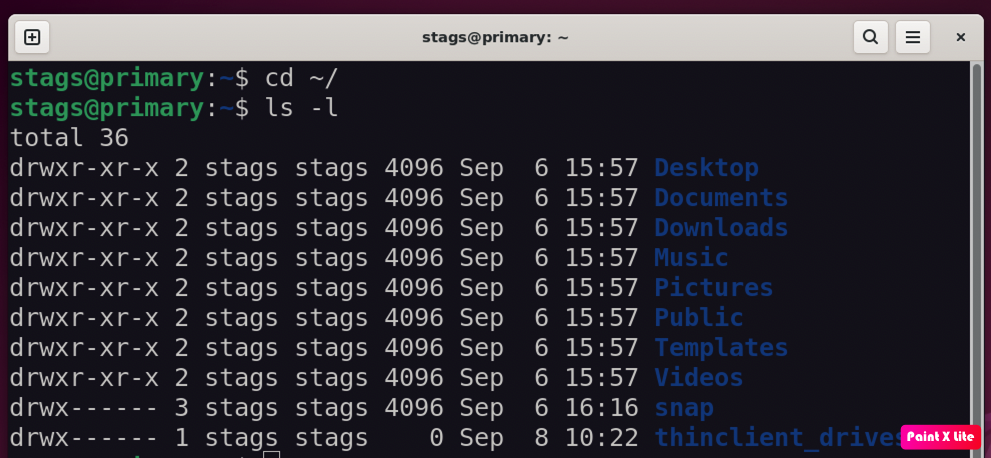 stags@primary: ~
stags@primary:~$ cd ~/
stags@primary:~$ ls -l
total 36
drwxr-xr-x 2 stags stags 4096 Sep  6 15:57 Desktop
drwxr-xr-x 2 stags stags 4096 Sep  6 15:57 Documents
drwxr-xr-x 2 stags stags 4096 Sep  6 15:57 Downloads
drwxr-xr-x 2 stags stags 4096 Sep  6 15:57 Music
drwxr-xr-x 2 stags stags 4096 Sep  6 15:57 Pictures
drwxr-xr-x 2 stags stags 4096 Sep  6 15:57 Public
drwxr-xr-x 2 stags stags 4096 Sep  6 15:57 Templates
drwxr-xr-x 2 stags stags 4096 Sep  6 15:57 Videos
drwx------ 3 stags stags 4096 Sep  6 16:16 snap
drwx------ 1 stags stags    0 Sep  8 10:22 thinclient_drives
Paint X Lite